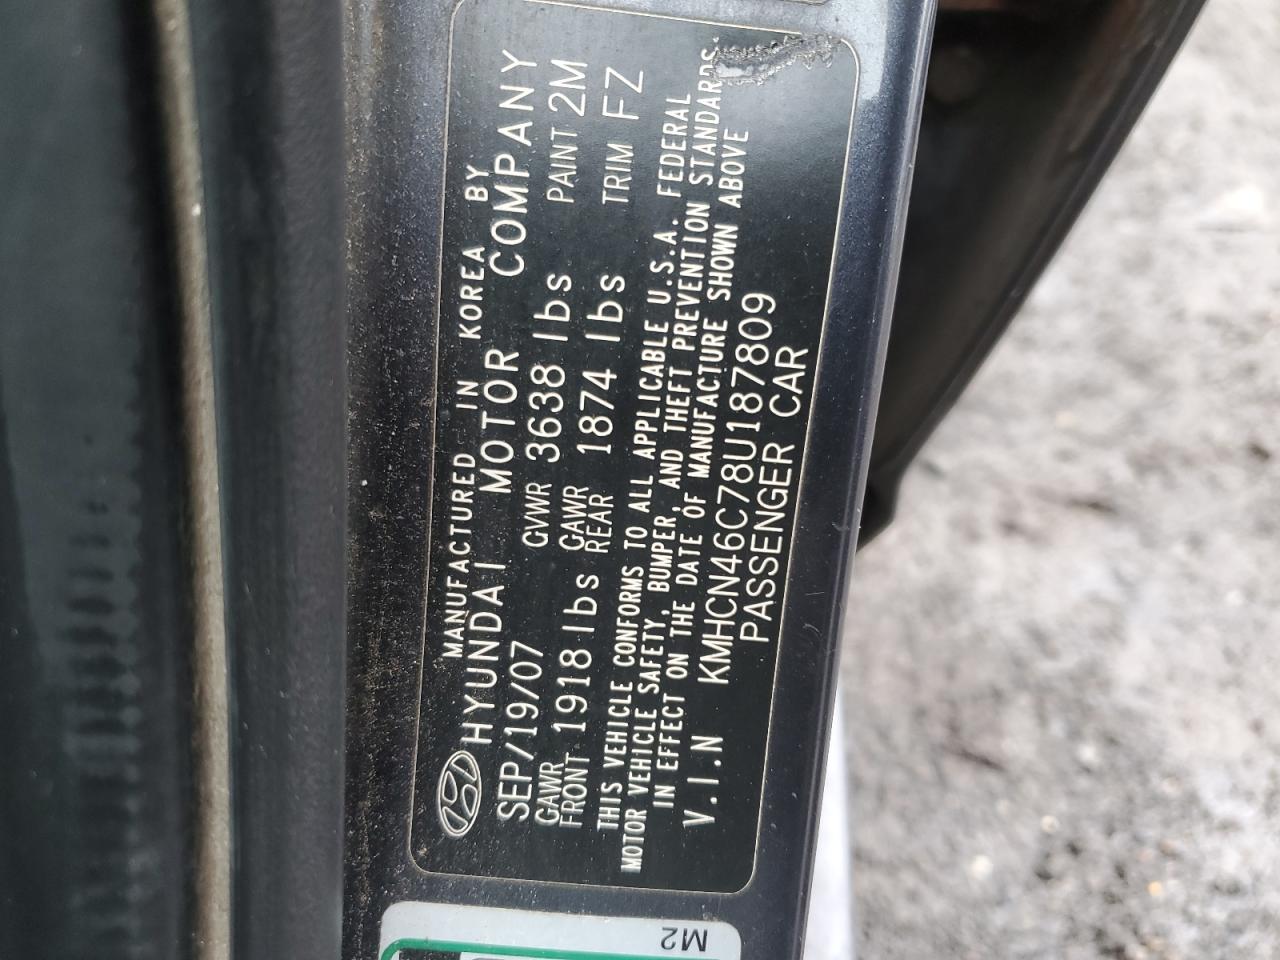 MANUFACTURED IN KOREA BY
HYUNDAI MOTOR COMPANY
SEP/19/07 GVWR 3638 lbs PAINT 2M
GAWR FRONT 1918 lbs GAWR REAR 1874 lbs TRIM FZ
THIS VEHICLE CONFORMS TO ALL APPLICABLE U.S.A. FEDERAL
MOTOR VEHICLE SAFETY, BUMPER, AND THEFT PREVENTION STANDARDS.
IN EFFECT ON THE DATE OF MANUFACTURE SHOWN ABOVE
V.I.N KMHCN46C78U187809
PASSENGER CAR
M2